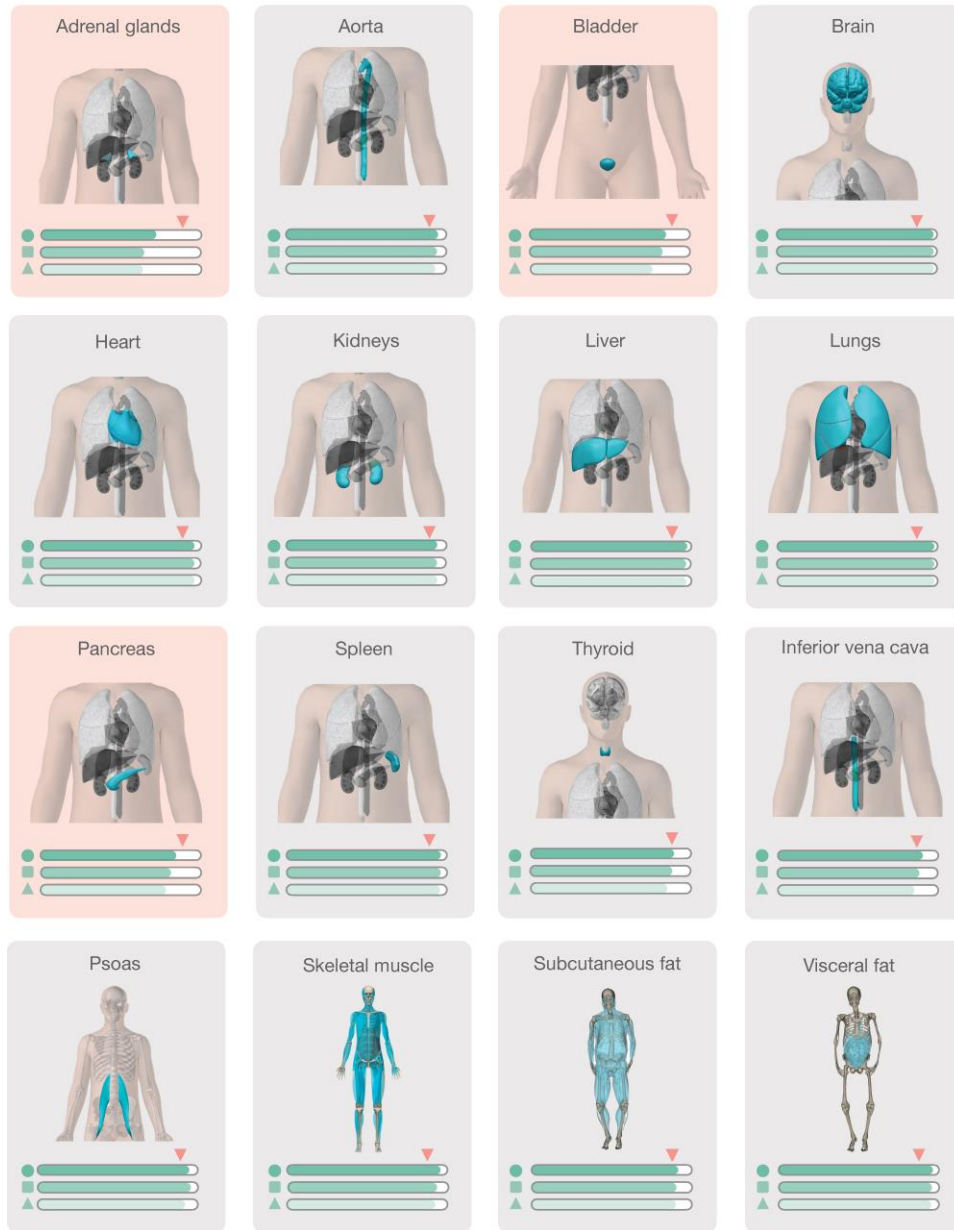 Adrenal glands
Aorta
Bladder
Brain
Heart
Kidneys
Liver
Lungs
Pancreas
Spleen
Thyroid
Inferior vena cava
Psoas
Skeletal muscle
Subcutaneous fat
Visceral fat